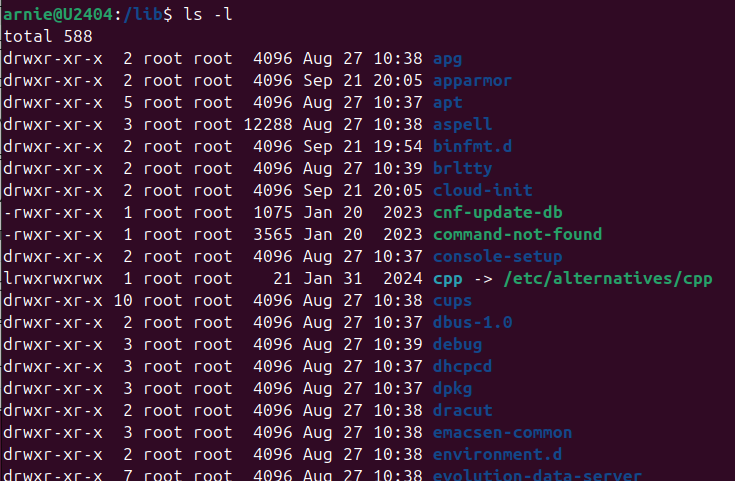 arnie@U2404:/lib$ ls -l
total 588
drwxr-xr-x  2 root root  4096 Aug 27 10:38 apg
drwxr-xr-x  2 root root  4096 Sep 21 20:05 apparmor
drwxr-xr-x  5 root root  4096 Aug 27 10:37 apt
drwxr-xr-x  3 root root 12288 Aug 27 10:38 aspell
drwxr-xr-x  2 root root  4096 Sep 21 19:54 binfmt.d
drwxr-xr-x  2 root root  4096 Aug 27 10:39 brltty
drwxr-xr-x  2 root root  4096 Sep 21 20:05 cloud-init
-rwxr-xr-x  1 root root  1075 Jan 20  2023 cnf-update-db
-rwxr-xr-x  1 root root  3565 Jan 20  2023 command-not-found
drwxr-xr-x  2 root root  4096 Aug 27 10:37 console-setup
lrwxrwxrwx  1 root root    21 Jan 31  2024 cpp -> /etc/alternatives/cpp
drwxr-xr-x 10 root root  4096 Aug 27 10:38 cups
drwxr-xr-x  2 root root  4096 Aug 27 10:37 dbus-1.0
drwxr-xr-x  3 root root  4096 Aug 27 10:39 debug
drwxr-xr-x  3 root root  4096 Aug 27 10:37 dhcpcd
drwxr-xr-x  3 root root  4096 Aug 27 10:37 dpkg
drwxr-xr-x  2 root root  4096 Aug 27 10:38 dracut
drwxr-xr-x  3 root root  4096 Aug 27 10:38 emacsen-common
drwxr-xr-x  2 root root  4096 Aug 27 10:38 environment.d
drwxr-xr-x  7 root root  4096 Aug 27 10:38 evolution-data-server